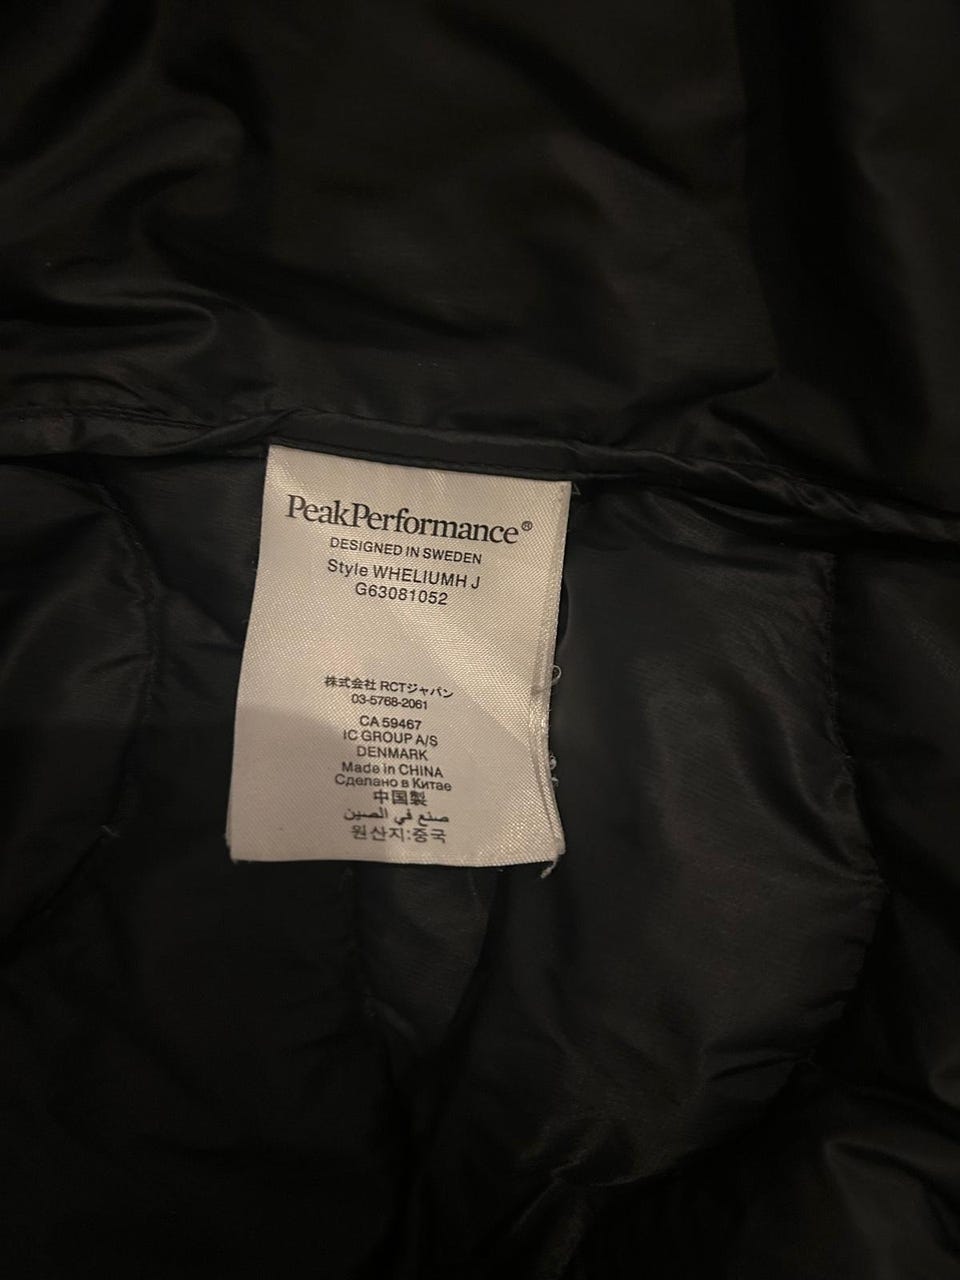 PeakPerformance®
DESIGNED IN SWEDEN
Style WHELIUMH J
G63081052
株式会社 RCTジャパン
03-5768-2061
CA 59467
IC GROUP A/S
DENMARK
Made in CHINA
Сделано в Китае
中国製
صنع في الصين
원산지:중국